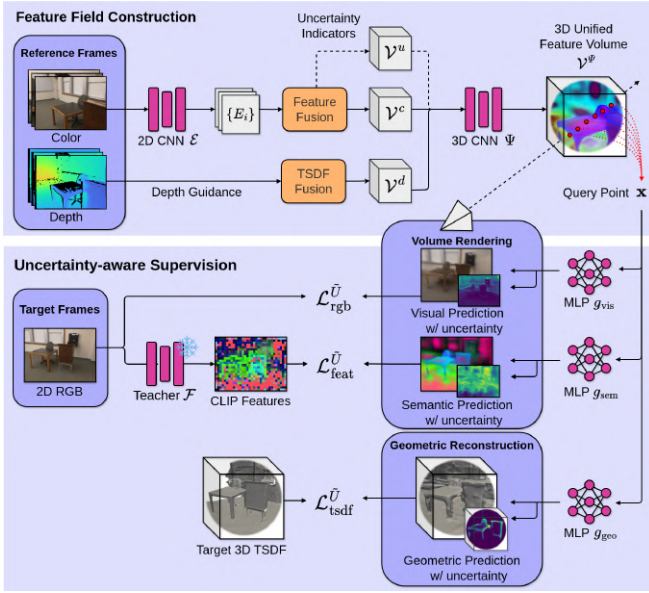 Feature Field Construction
Reference Frames
Color
Depth
2D CNN ℰ
{E_i}
Uncertainty
Indicators
Feature
Fusion
TSDF
Fusion
Depth Guidance
𝒱^u
𝒱^c
𝒱^d
3D CNN Ψ
3D Unified
Feature Volume
𝒱^Ψ
Query Point x
Uncertainty-aware Supervision
Target Frames
2D RGB
Teacher ℱ
CLIP Features
ℒ^Ũ_rgb
ℒ^Ũ_feat
Volume Rendering
Visual Prediction
w/ uncertainty
Semantic Prediction
w/ uncertainty
MLP g_vis
MLP g_sem
Target 3D TSDF
ℒ^Ũ_tsdf
Geometric Reconstruction
Geometric Prediction
w/ uncertainty
MLP g_geo